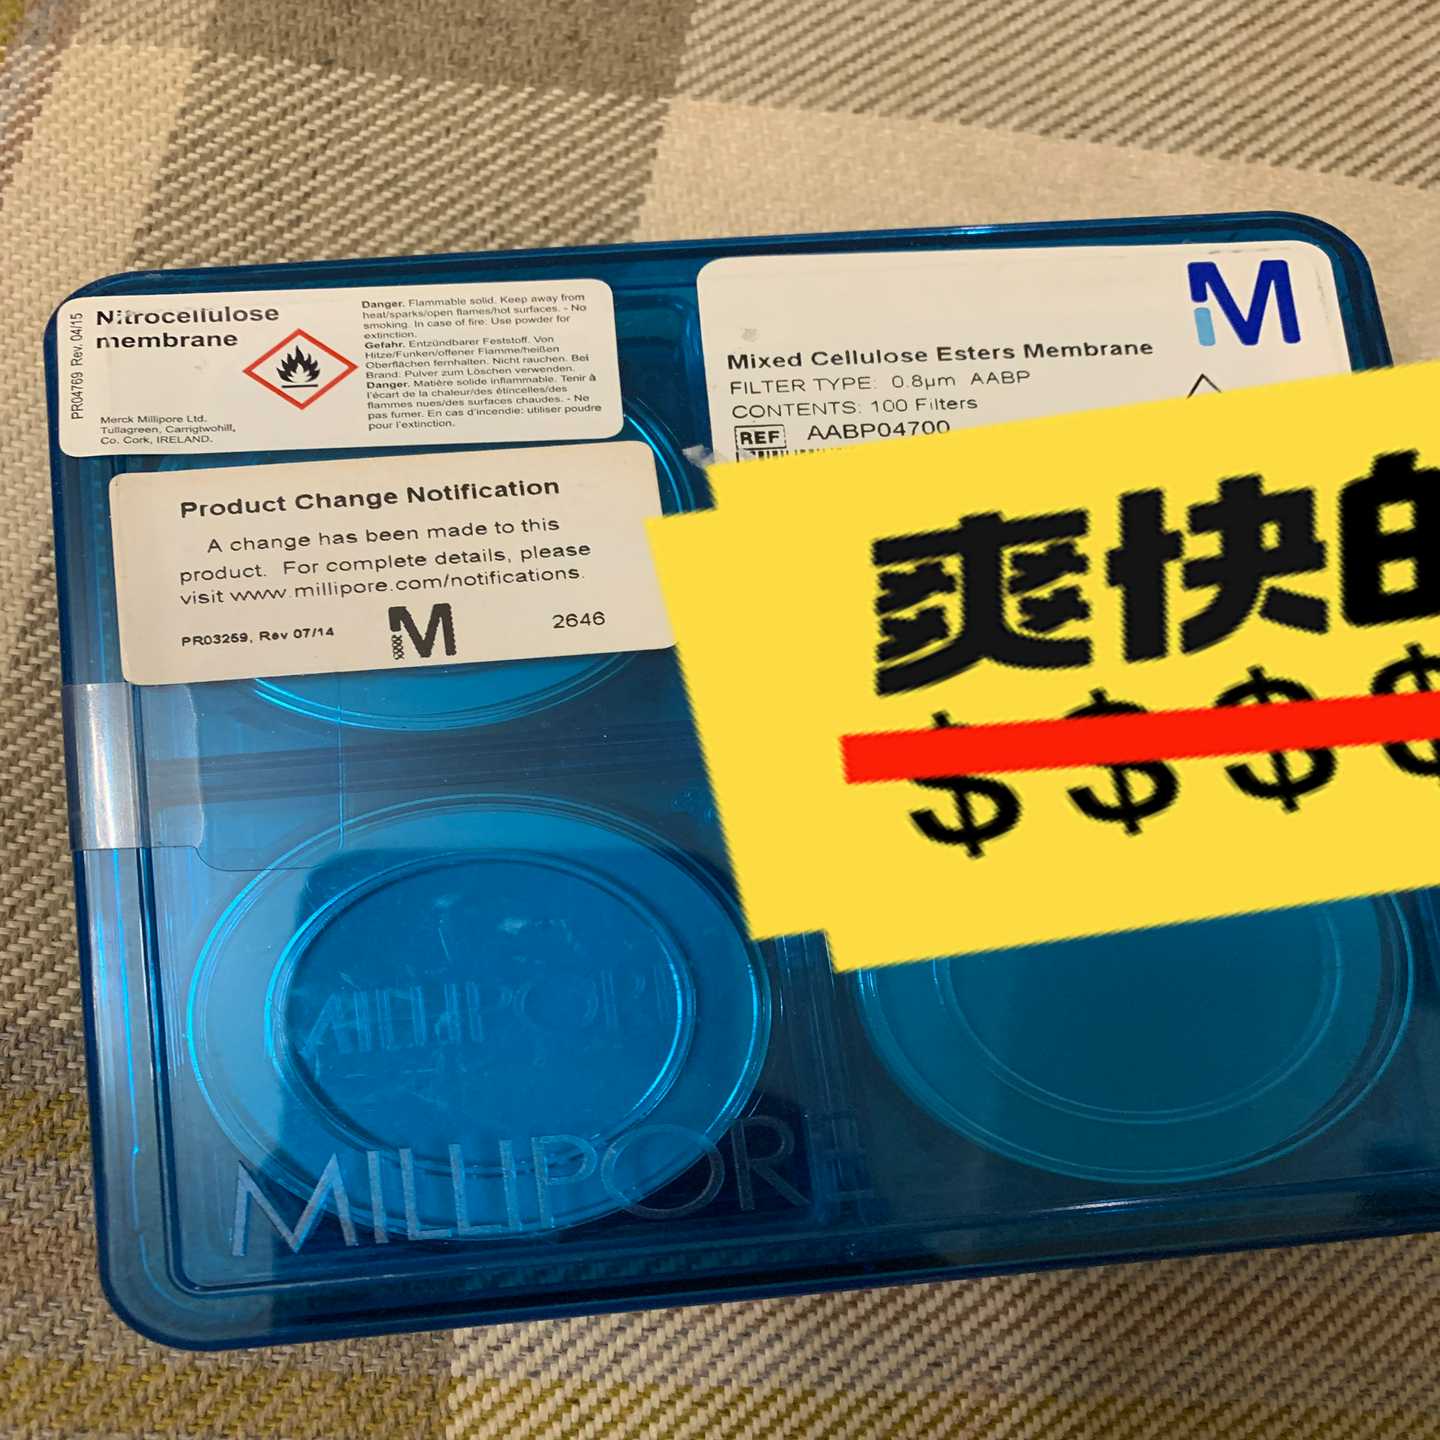 PR04769 Rev. 04/15
Nitrocellulose
membrane
Merck Millipore Ltd.
Tullagreen, Carrigtwohill,
Co. Cork, IRELAND.
Danger. Flammable solid. Keep away from
heat/sparks/open flames/hot surfaces. - No
smoking. In case of fire: Use powder for
extinction.
Gefahr. Entzündbarer Feststoff. Von
Hitze/Funken/offener Flamme/heißen
Oberflächen fernhalten. Nicht rauchen. Bei
Brand: Pulver zum Löschen verwenden.
Danger. Matière solide inflammable. Tenir à
l'écart de la chaleur/des étincelles/des
flammes nues/des surfaces chaudes. - Ne
pas fumer. En cas d'incendie: utiliser poudre
pour l'extinction.
M
Mixed Cellulose Esters Membrane
FILTER TYPE: 0.8µm AABP
CONTENTS: 100 Filters
REF AABP04700
Product Change Notification
A change has been made to this
product. For complete details, please
visit www.millipore.com/notifications.
PR03259, Rev 07/14 M 2646
爽快的
$ $ $ $
MILLIPORE
MILLIPORE